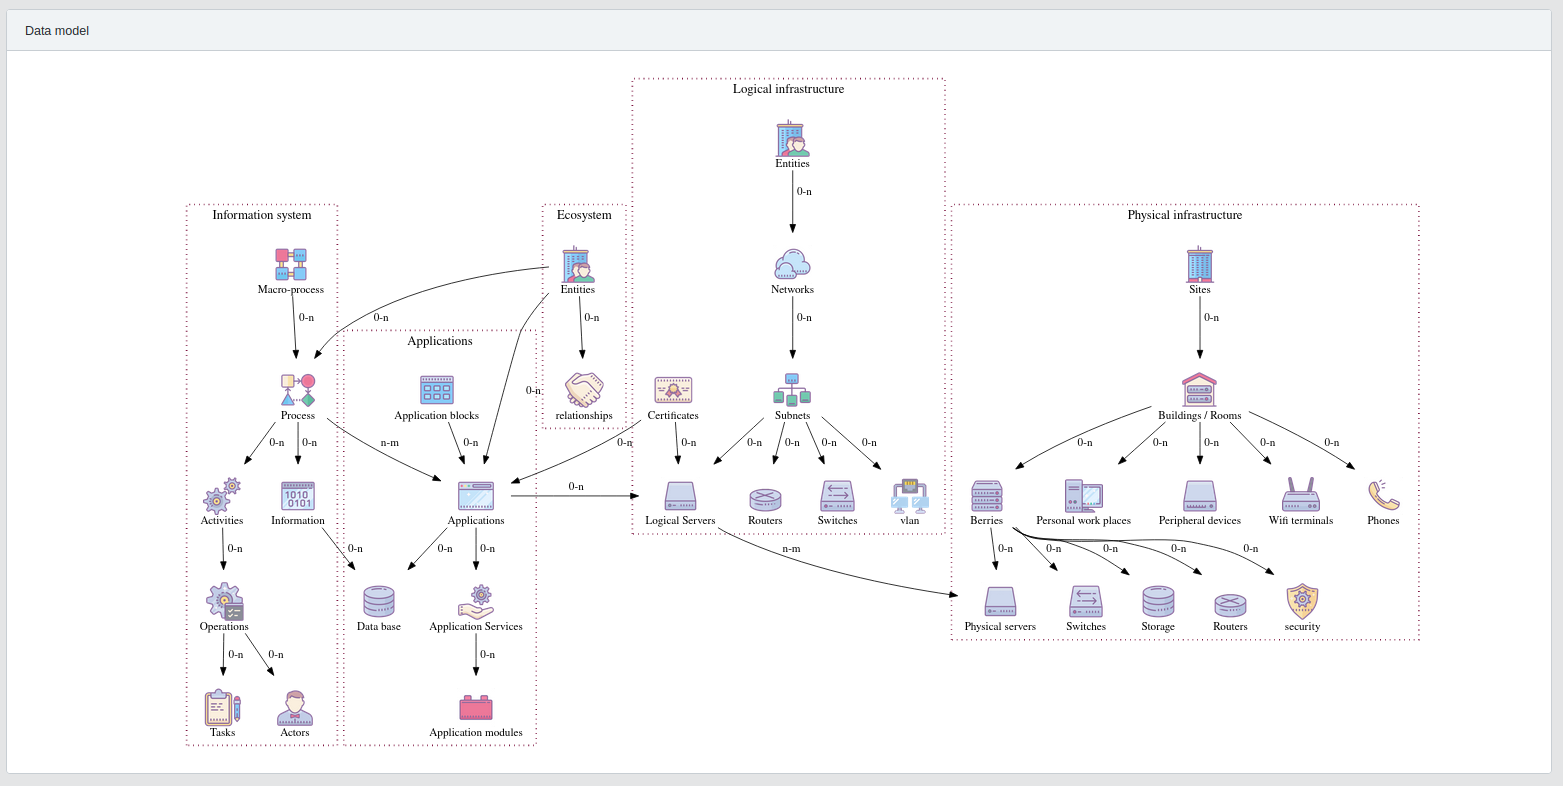 Data model
Logical infrastructure
Entities
0-n
Information system
Ecosystem
Physical infrastructure
Macro-process
Entities
Networks
Sites
0-n
0-n
0-n
0-n
0-n
Applications
Process
Application blocks
0-n
relationships
Certificates
Subnets
Buildings / Rooms
0-n
0-n
n-m
0-n
0-n
0-n
0-n
0-n
0-n
0-n
0-n
0-n
0-n
0-n
0-n
Activities
Information
Applications
0-n
Logical Servers
Routers
Switches
vlan
Berries
Personal work places
Peripheral devices
Wifi terminals
Phones
0-n
0-n
0-n
0-n
n-m
0-n
0-n
0-n
0-n
0-n
Operations
Data base
Application Services
Physical servers
Switches
Storage
Routers
security
0-n
0-n
0-n
Tasks
Actors
Application modules